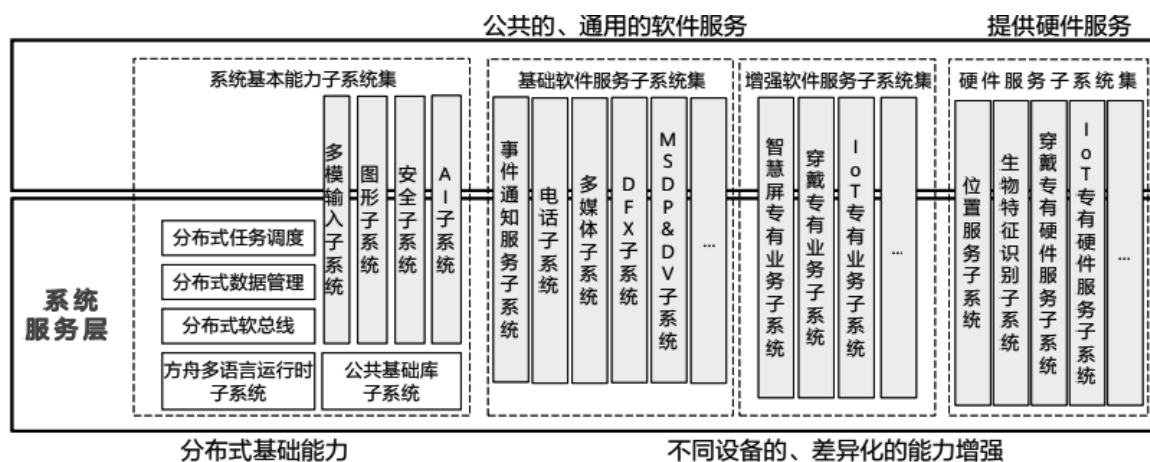 公共的、通用的软件服务
提供硬件服务
系统基本能力子系统集
基础软件服务子系统集
增强软件服务子系统集
硬件服务子系统集
多模输入子系统
图形子系统
安全子系统
AI子系统
分布式任务调度
分布式数据管理
分布式软总线
方舟多语言运行时
子系统
公共基础库
子系统
事件通知服务子系统
电话子系统
多媒体子系统
DFX子系统
MSDP&DV子系统
...
智慧屏专有业务子系统
穿戴专有业务子系统
IoT专有业务子系统
...
位置服务子系统
生物特征识别子系统
穿戴专有硬件服务子系统
IoT专有硬件服务子系统
...
系统
服务层
分布式基础能力
不同设备的、差异化的能力增强